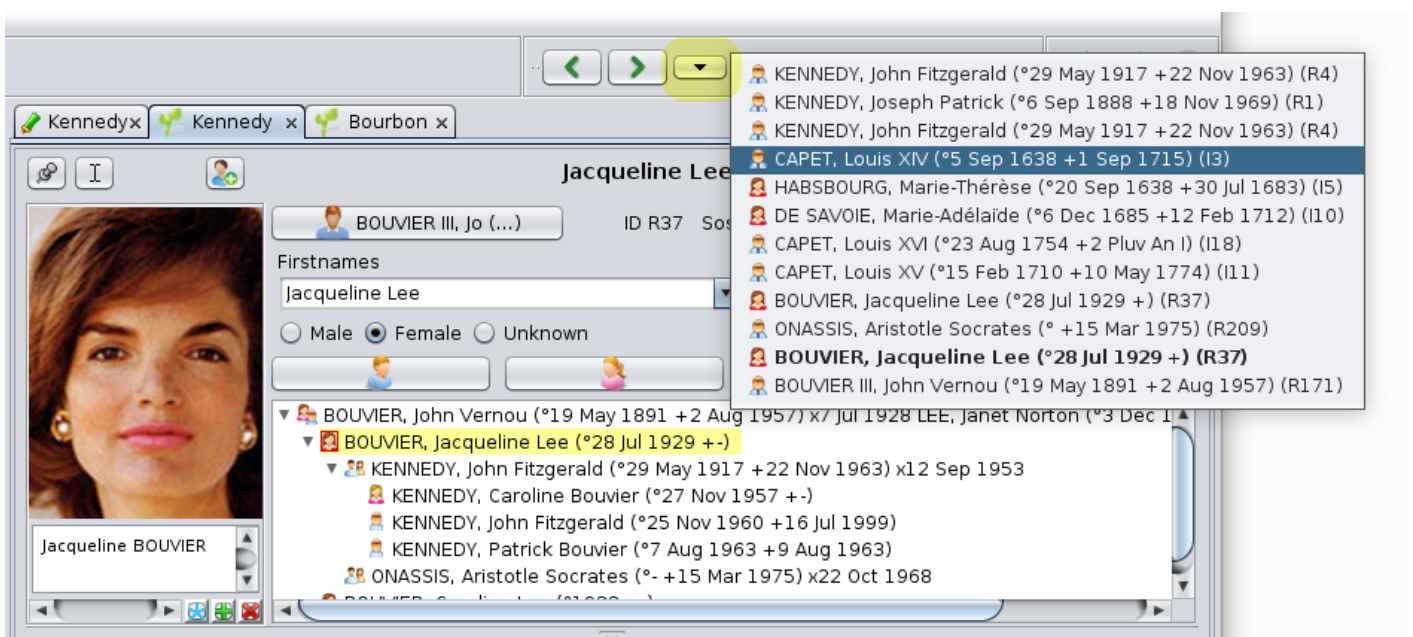 KENNEDY, John Fitzgerald (°29 May 1917 +22 Nov 1963) (R4)
KENNEDY, Joseph Patrick (°6 Sep 1888 +18 Nov 1969) (R1)
KENNEDY, John Fitzgerald (°29 May 1917 +22 Nov 1963) (R4)
CAPET, Louis XIV (°5 Sep 1638 +1 Sep 1715) (I3)
HABSBOURG, Marie-Thérèse (°20 Sep 1638 +30 Jul 1683) (I5)
DE SAVOIE, Marie-Adélaïde (°6 Dec 1685 +12 Feb 1712) (I10)
CAPET, Louis XVI (°23 Aug 1754 +2 Pluv An I) (I18)
CAPET, Louis XV (°15 Feb 1710 +10 May 1774) (I11)
BOUVIER, Jacqueline Lee (°28 Jul 1929 +) (R37)
ONASSIS, Aristotle Socrates (° +15 Mar 1975) (R209)
BOUVIER, Jacqueline Lee (°28 Jul 1929 +) (R37)
BOUVIER III, John Vernou (°19 May 1891 +2 Aug 1957) (R171)
Kennedy x Kennedy x Bourbon x
Jacqueline Lee
BOUVIER III, Jo (...) ID R37 Sos
Firstnames
Jacqueline Lee
Male Female Unknown
BOUVIER, John Vernou (°19 May 1891 +2 Aug 1957) x7 Jul 1928 LEE, Janet Norton (°3 Dec 1
BOUVIER, Jacqueline Lee (°28 Jul 1929 +-)
KENNEDY, John Fitzgerald (°29 May 1917 +22 Nov 1963) x12 Sep 1953
KENNEDY, Caroline Bouvier (°27 Nov 1957 +-)
KENNEDY, John Fitzgerald (°25 Nov 1960 +16 Jul 1999)
KENNEDY, Patrick Bouvier (°7 Aug 1963 +9 Aug 1963)
ONASSIS, Aristotle Socrates (°- +15 Mar 1975) x22 Oct 1968
Jacqueline BOUVIER